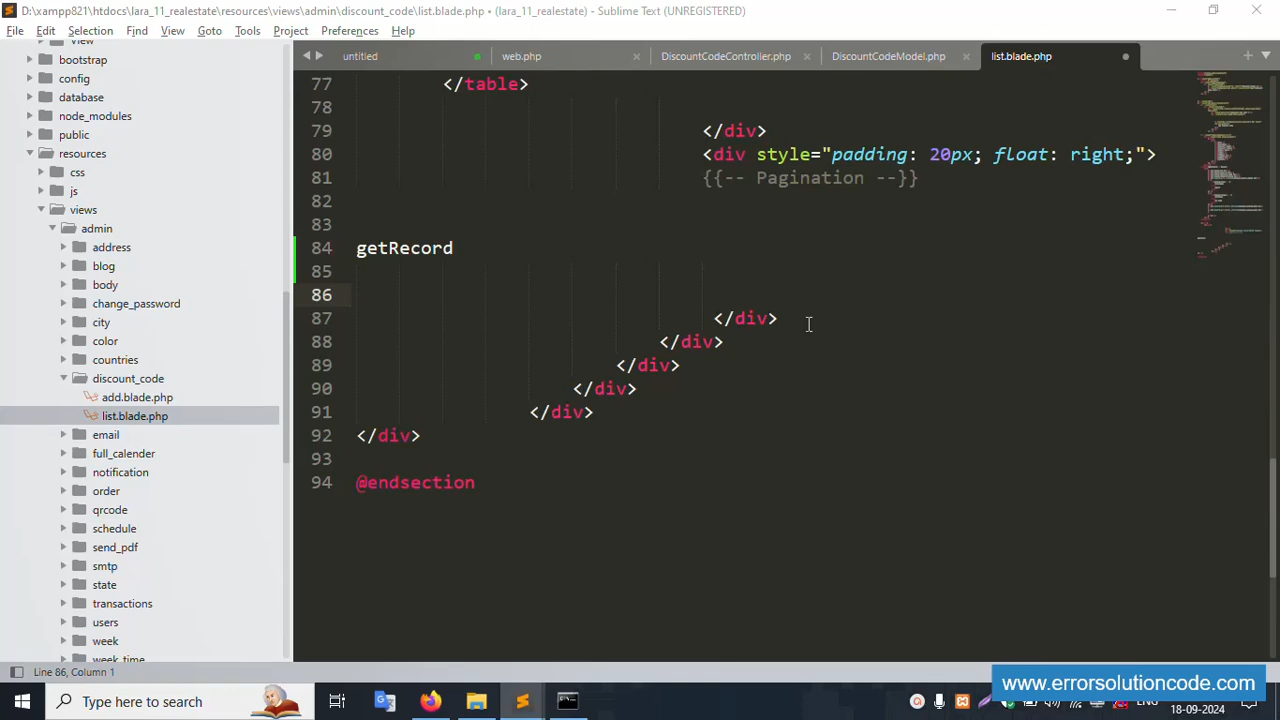 D:\xampp821\htdocs\lara_11_realestate\resources\views\admin\discount_code\list.blade.php • (lara_11_realestate) - Sublime Text (UNREGISTERED)
File Edit Selection Find View Goto Tools Project Preferences Help
untitled web.php DiscountCodeController.php DiscountCodeModel.php list.blade.php
bootstrap
config
database
node_modules
public
resources
css
js
views
admin
address
blog
body
change_password
city
color
countries
discount_code
add.blade.php
list.blade.php
email
full_calender
notification
order
qrcode
schedule
send_pdf
smtp
state
transactions
users
week
week_time
77 </table>
78
79 </div>
80 <div style="padding: 20px; float: right;">
81 {{-- Pagination --}}
82
83
84 getRecord
85
86
87 </div>
88 </div>
89 </div>
90 </div>
91 </div>
92 </div>
93
94 @endsection
Line 86, Column 1
www.errorsolutioncode.com
Type here to search
18-09-2024